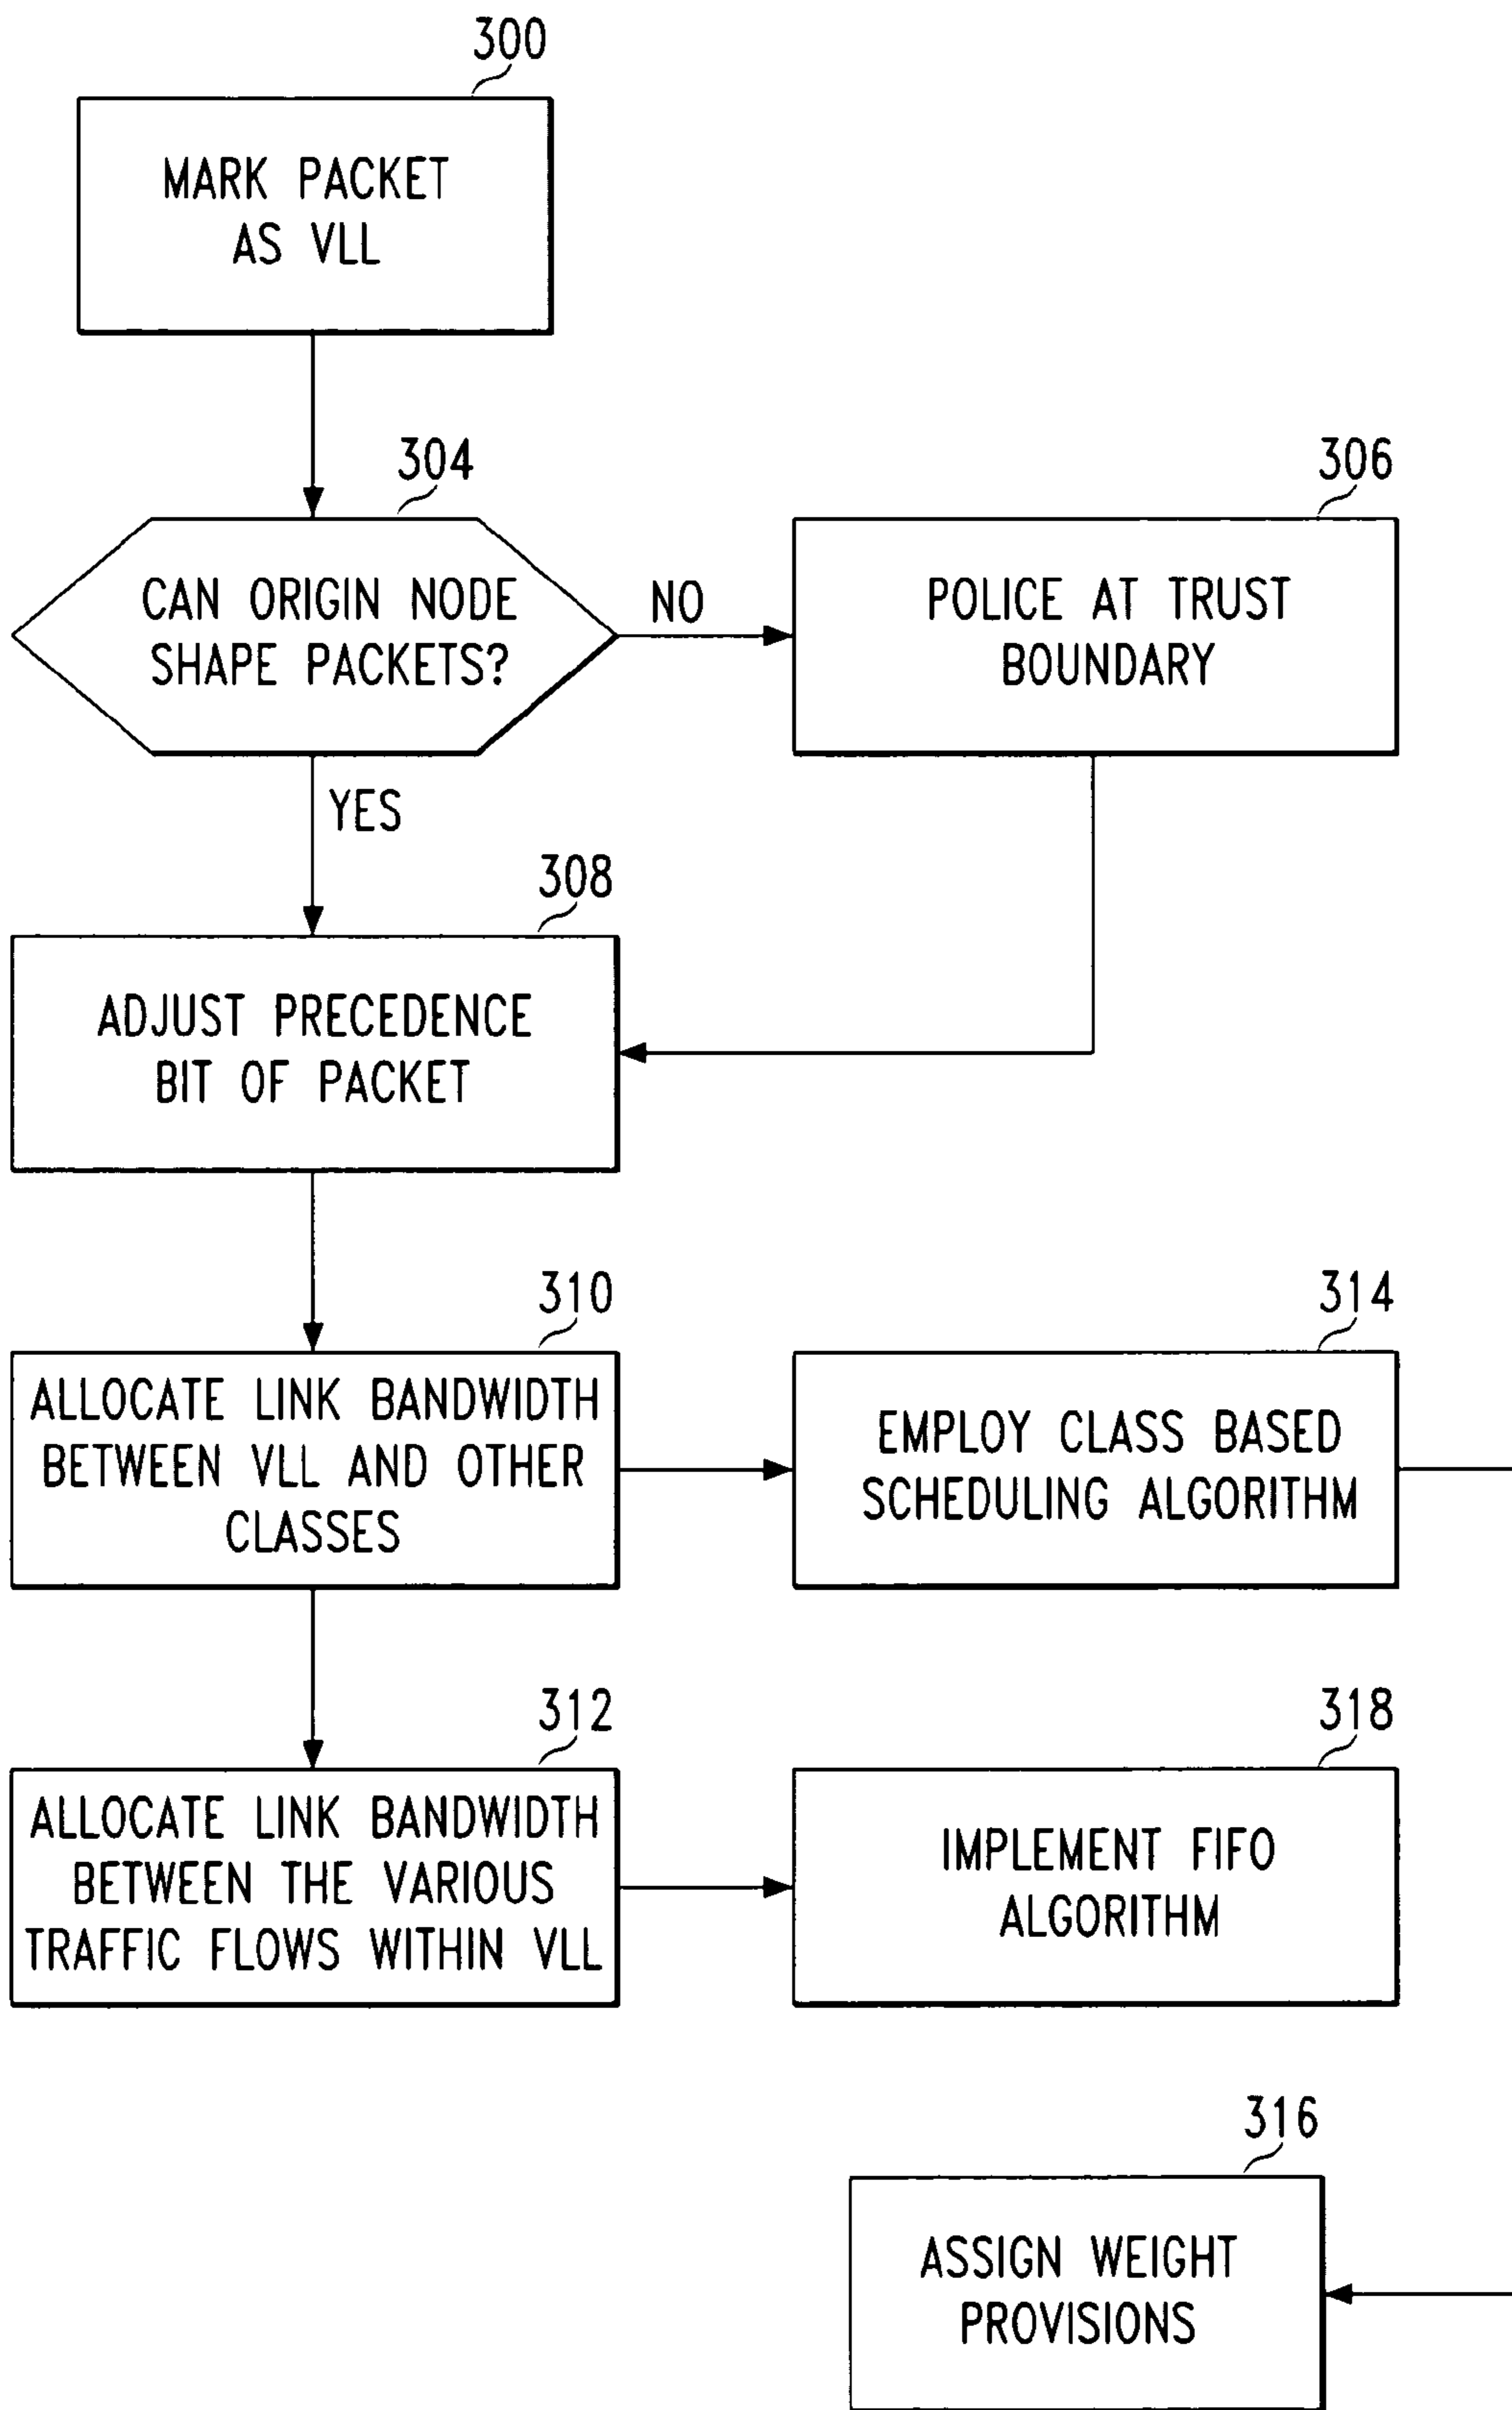 300
MARK PACKET
AS VLL
304
CAN ORIGIN NODE
SHAPE PACKETS?
NO
306
POLICE AT TRUST
BOUNDARY
YES
308
ADJUST PRECEDENCE
BIT OF PACKET
310
ALLOCATE LINK BANDWIDTH
BETWEEN VLL AND OTHER
CLASSES
314
EMPLOY CLASS BASED
SCHEDULING ALGORITHM
312
ALLOCATE LINK BANDWIDTH
BETWEEN THE VARIOUS
TRAFFIC FLOWS WITHIN VLL
318
IMPLEMENT FIFO
ALGORITHM
316
ASSIGN WEIGHT
PROVISIONS